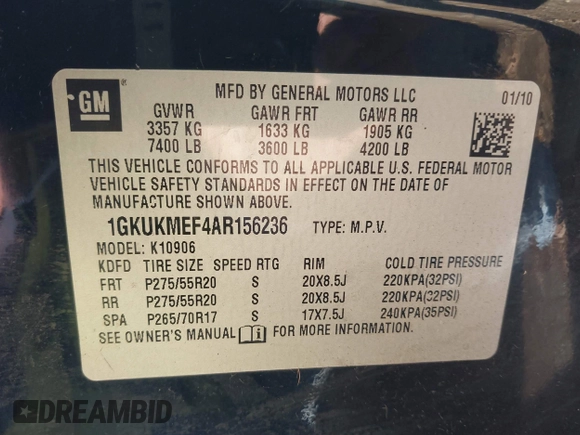 GM
MFD BY GENERAL MOTORS LLC
01/10
GVWR GAWR FRT GAWR RR
3357 KG 1633 KG 1905 KG
7400 LB 3600 LB 4200 LB
THIS VEHICLE CONFORMS TO ALL APPLICABLE U.S. FEDERAL MOTOR
VEHICLE SAFETY STANDARDS IN EFFECT ON THE DATE OF
MANUFACTURE SHOWN ABOVE.
1GKUKMEF4AR156236 TYPE: M.P.V.
MODEL: K10906
KDFD TIRE SIZE SPEED RTG RIM COLD TIRE PRESSURE
FRT P275/55R20 S 20X8.5J 220KPA(32PSI)
RR P275/55R20 S 20X8.5J 220KPA(32PSI)
SPA P265/70R17 S 17X7.5J 240KPA(35PSI)
SEE OWNER'S MANUAL FOR ADDITIONAL INFORMATION.
DREAMBID